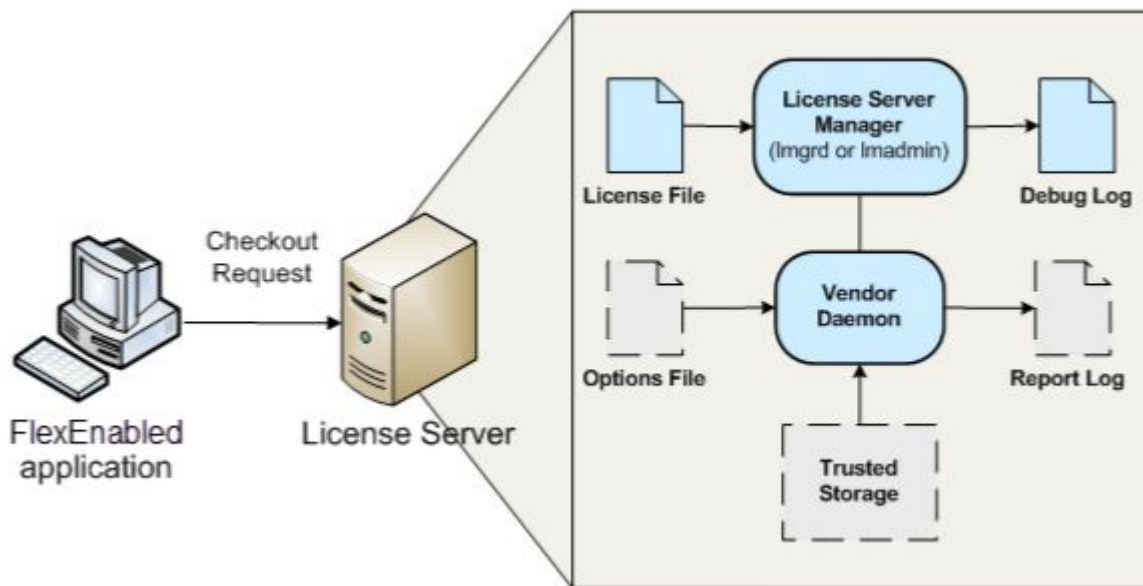 Checkout
Request
FlexEnabled
application
License Server
License File
License Server
Manager
(lmgrd or lmadmin)
Debug Log
Options File
Vendor
Daemon
Report Log
Trusted
Storage